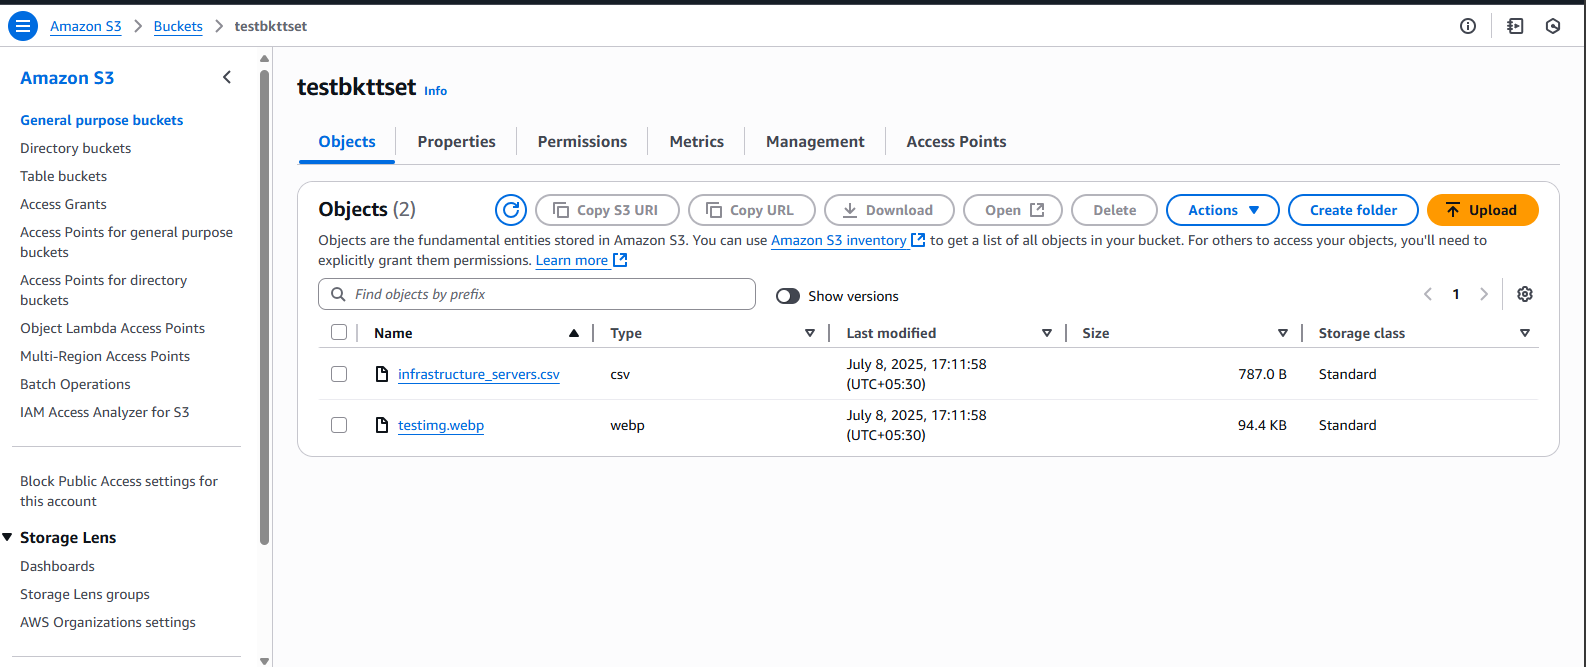 Amazon S3 > Buckets > testbkttset
Amazon S3
General purpose buckets
Directory buckets
Table buckets
Access Grants
Access Points for general purpose
buckets
Access Points for directory
buckets
Object Lambda Access Points
Multi-Region Access Points
Batch Operations
IAM Access Analyzer for S3
Block Public Access settings for
this account
Storage Lens
Dashboards
Storage Lens groups
AWS Organizations settings
testbkttset Info
Objects Properties Permissions Metrics Management Access Points
Objects (2) Copy S3 URI Copy URL Download Open Delete Actions Create folder Upload
Objects are the fundamental entities stored in Amazon S3. You can use Amazon S3 inventory to get a list of all objects in your bucket. For others to access your objects, you'll need to
explicitly grant them permissions. Learn more
Find objects by prefix Show versions 1
Name Type Last modified Size Storage class
infrastructure_servers.csv csv July 8, 2025, 17:11:58 787.0 B Standard
(UTC+05:30)
testimg.webp webp July 8, 2025, 17:11:58 94.4 KB Standard
(UTC+05:30)